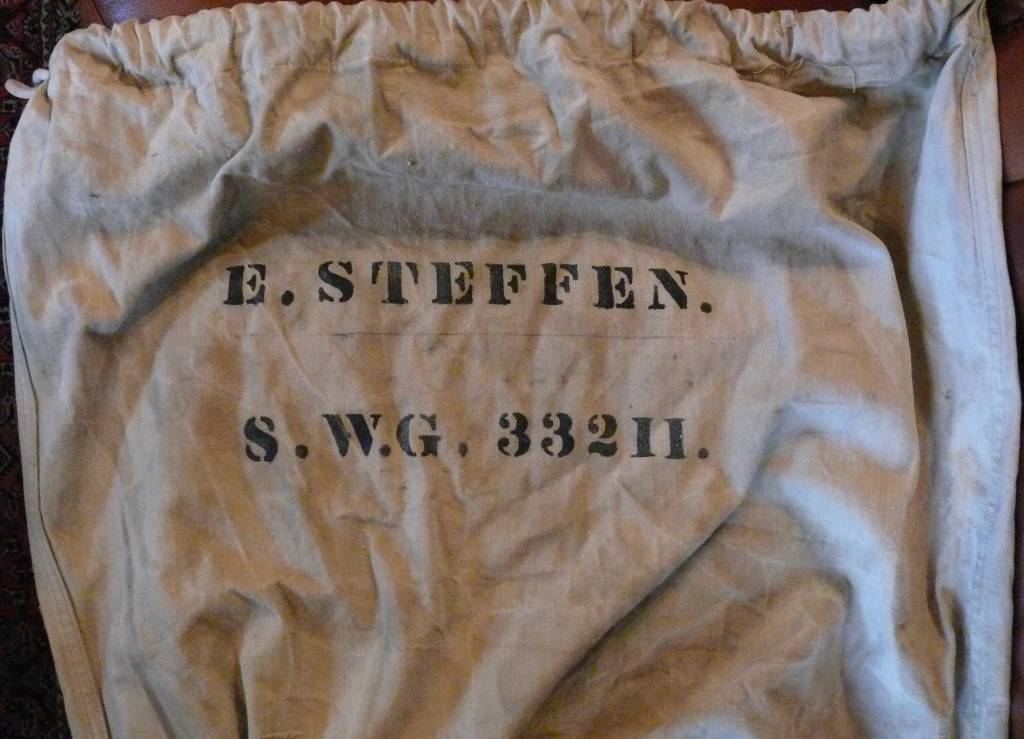 E. STEFFEN.
S. W.G. 33211.